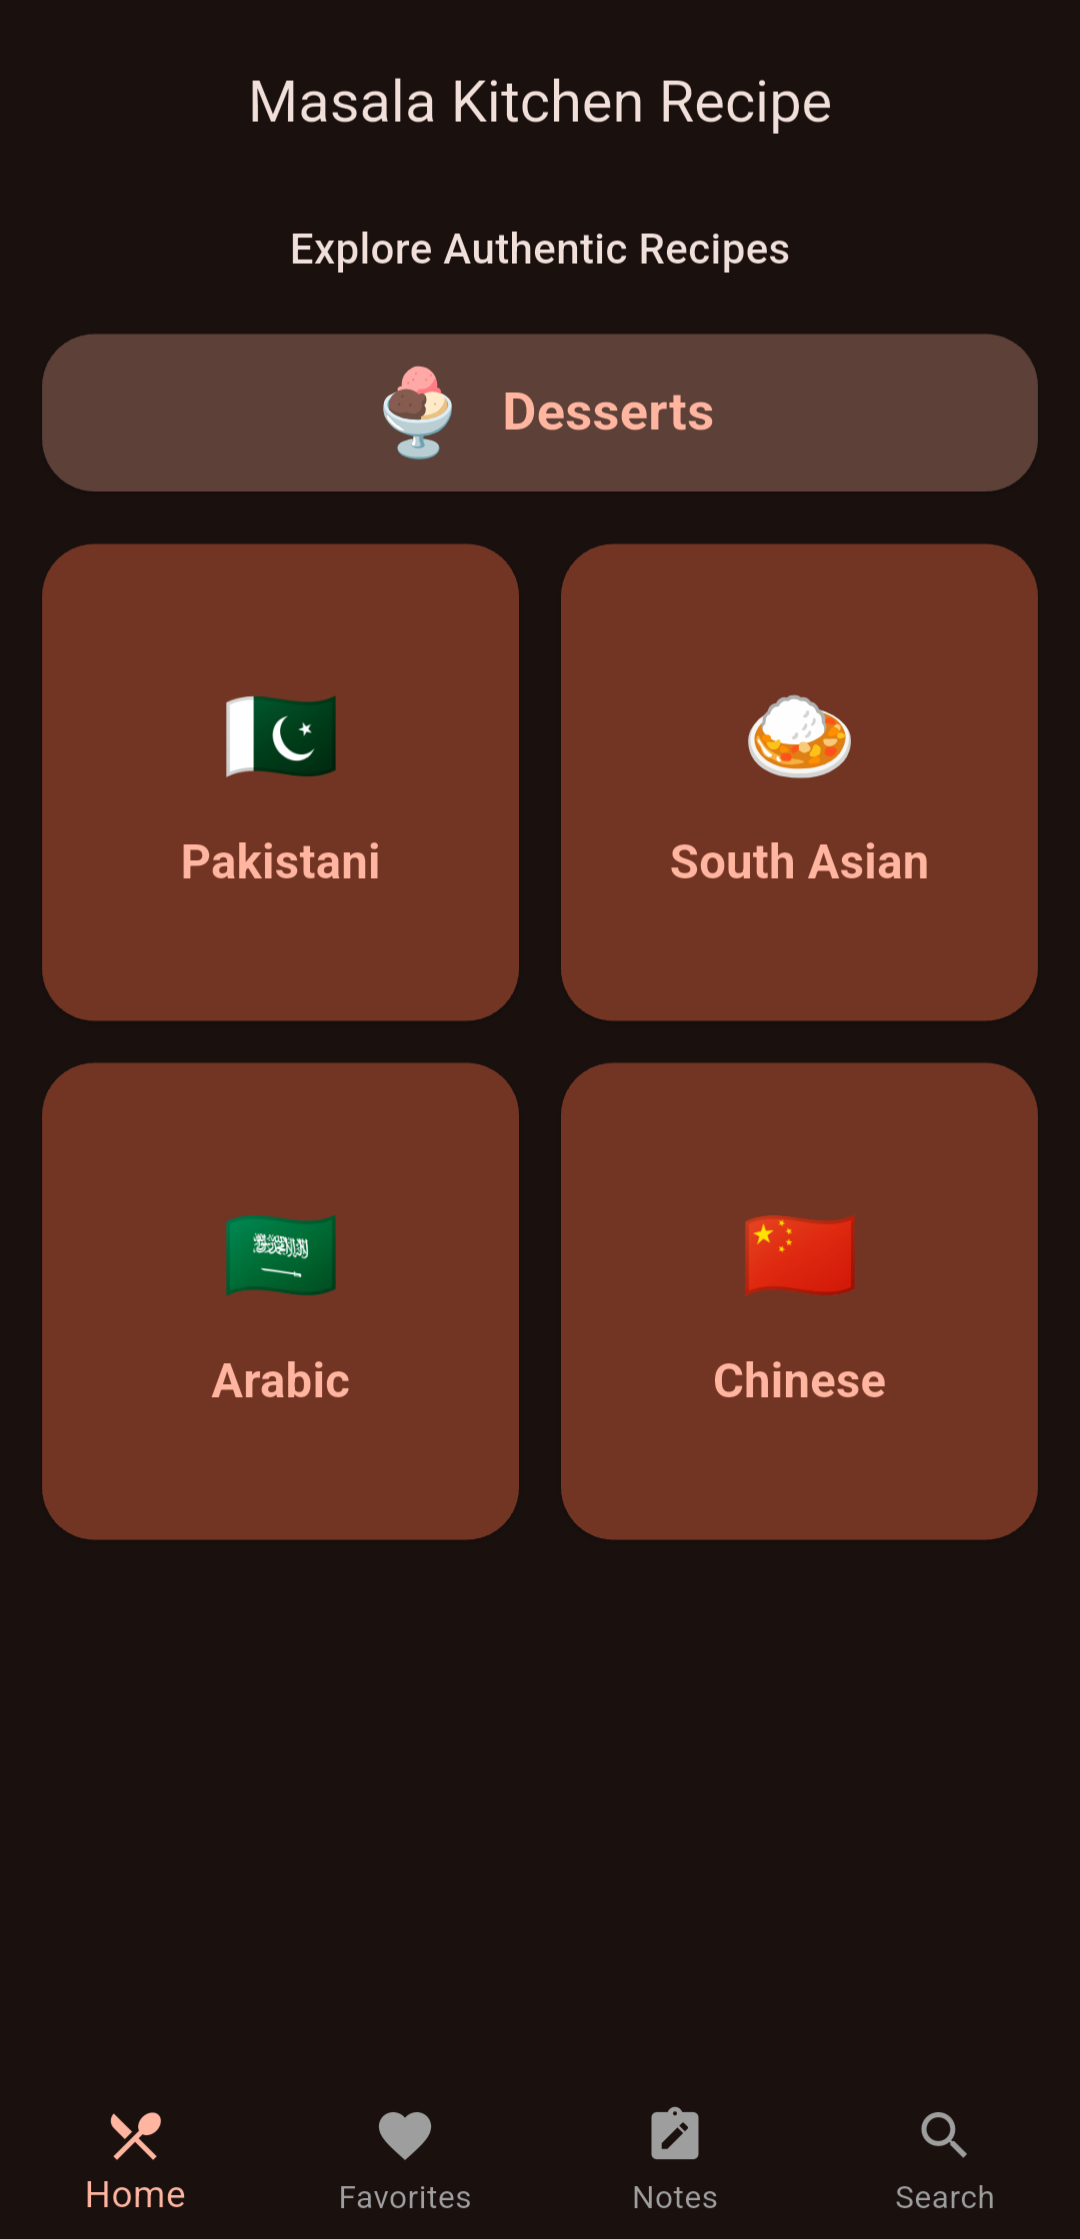 Masala Kitchen Recipe
Explore Authentic Recipes
Desserts
Pakistani
South Asian
Arabic
Chinese
Home
Favorites
Notes
Search